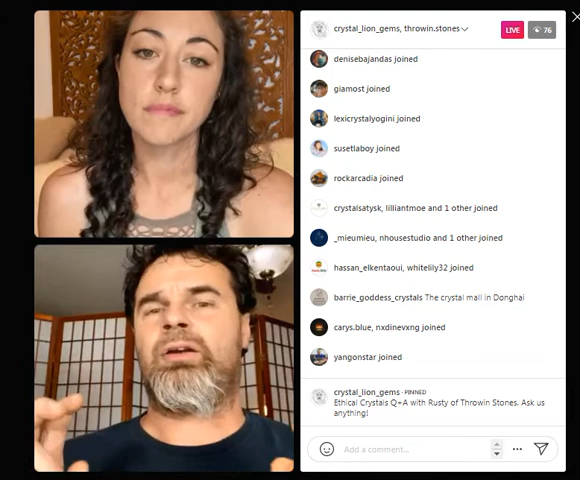 crystal_lion_gems, throwin.stones
LIVE
76
denisebajandas joined
giamost joined
lexicrystalyogini joined
susetlaboy joined
rockarcadia joined
crystalsatysk, lilliantmoe and 1 other joined
_mieumieu, nhousestudio and 1 other joined
hassan_elkentaoui, whitelily32 joined
barrie_goddess_crystals The crystal mall in Donghai
carys.blue, nxdinevxng joined
yangonstar joined
crystal_lion_gems · PINNED
Ethical Crystals Q+A with Rusty of Throwin Stones. Ask us
anything!
Add a comment...